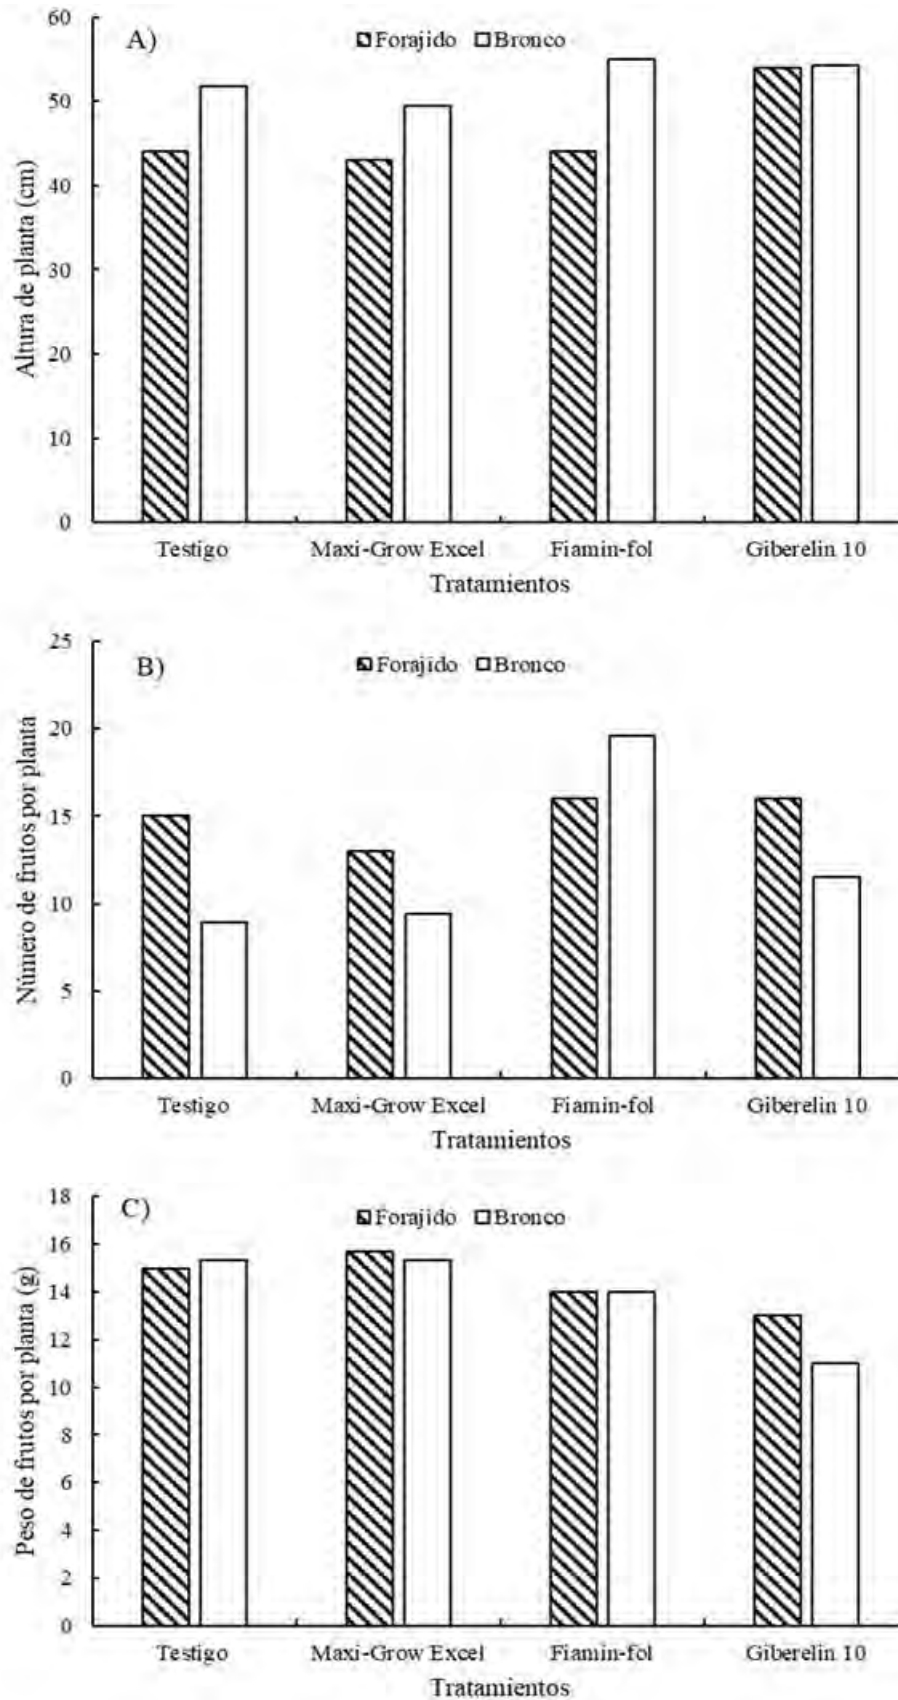 A)
Forajido Bronco
60
50
40
30
20
10
0
Altura de planta (cm)
Testigo Maxi-Grow Excel Fiamin-fol Giberelin 10
Tratamientos
B)
Forajido Bronco
25
20
15
10
5
0
Número de frutos por planta
Testigo Maxi-Grow Excel Fiamin-fol Giberelin 10
Tratamientos
C)
Forajido Bronco
18
16
14
12
10
8
6
4
2
0
Peso de frutos por planta (g)
Testigo Maxi-Grow Excel Fiamin-fol Giberelin 10
Tratamientos